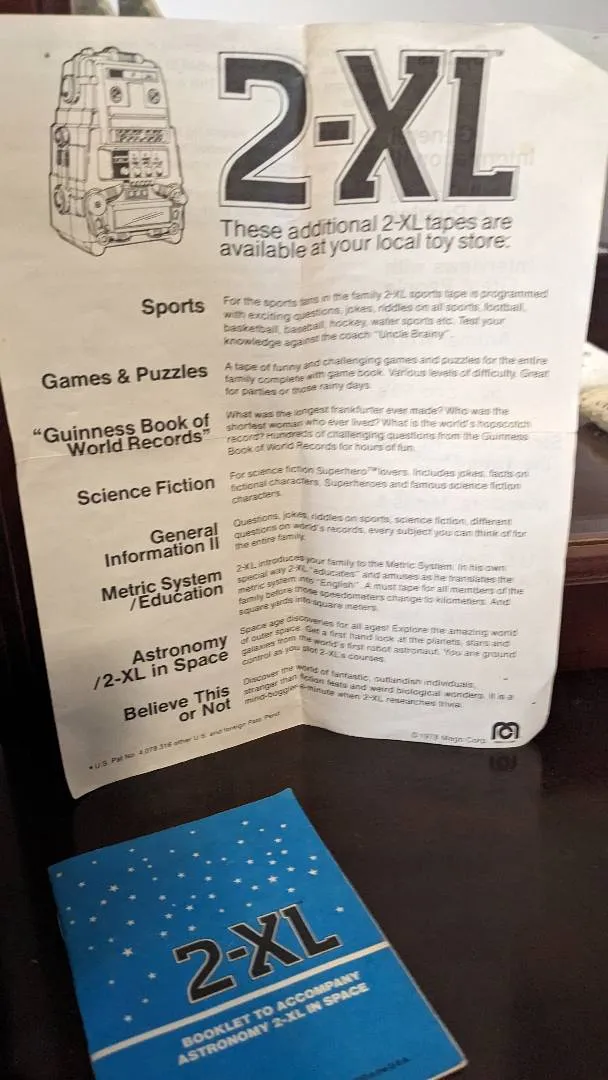 2-XL™
These additional 2-XL tapes are
available at your local toy store:
Sports
For the sports fans in the family 2-XL sports tape is programmed
with exciting questions, jokes, riddles on all sports, football,
basketball, baseball, hockey, water sports etc. Test your
knowledge against the coach "Uncle Brainy".
Games & Puzzles
A tape of funny and challenging games and puzzles for the entire
family complete with game book. Various levels of difficulty. Great
for parties or those rainy days.
"Guinness Book of
World Records"
What was the longest frankfurter ever made? Who was the
shortest woman who ever lived? What is the world's hopscotch
record? Hundreds of challenging questions from the Guinness
Book of World Records for hours of fun.
Science Fiction
For science fiction Superhero™ lovers. Includes jokes, facts on
fictional characters, Superheroes and famous science fiction
characters.
General
Information II
Questions, jokes, riddles on sports, science fiction, different
questions on world's records, every subject you can think of for
the entire family.
Metric System
/Education
2-XL introduces your family to the Metric System. In his own
special way 2-XL "educates" and amuses as he translates the
metric system into "English". A must tape for all members of the
family before those speedometers change to kilometers. And
square yards into square meters.
Astronomy
/2-XL in Space
Space age discoveries for all ages! Explore the amazing world
of outer space. Get a first hand look at the planets, stars and
galaxies from the world's first robot astronaut. You are ground
control as you plot 2-XL's courses.
Believe This
or Not
Discover the world of fantastic, outlandish individuals,
stranger than fiction feats and weird biological wonders. It is a
mind-boggler-a-minute when 2-XL researches trivia.
• U.S. Pat No. 4,078,316 other U.S. and foreign Pats. Pend.
© 1978 Mego Corp.
2-XL
BOOKLET TO ACCOMPANY
ASTRONOMY 2-XL IN SPACE